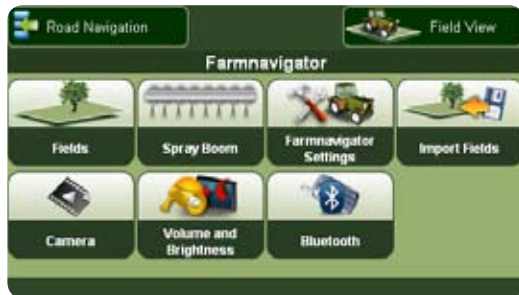 Road Navigation
Field View
Farmnavigator
Fields
Spray Boom
Farmnavigator
Settings
Import Fields
Camera
Volume and
Brightness
Bluetooth